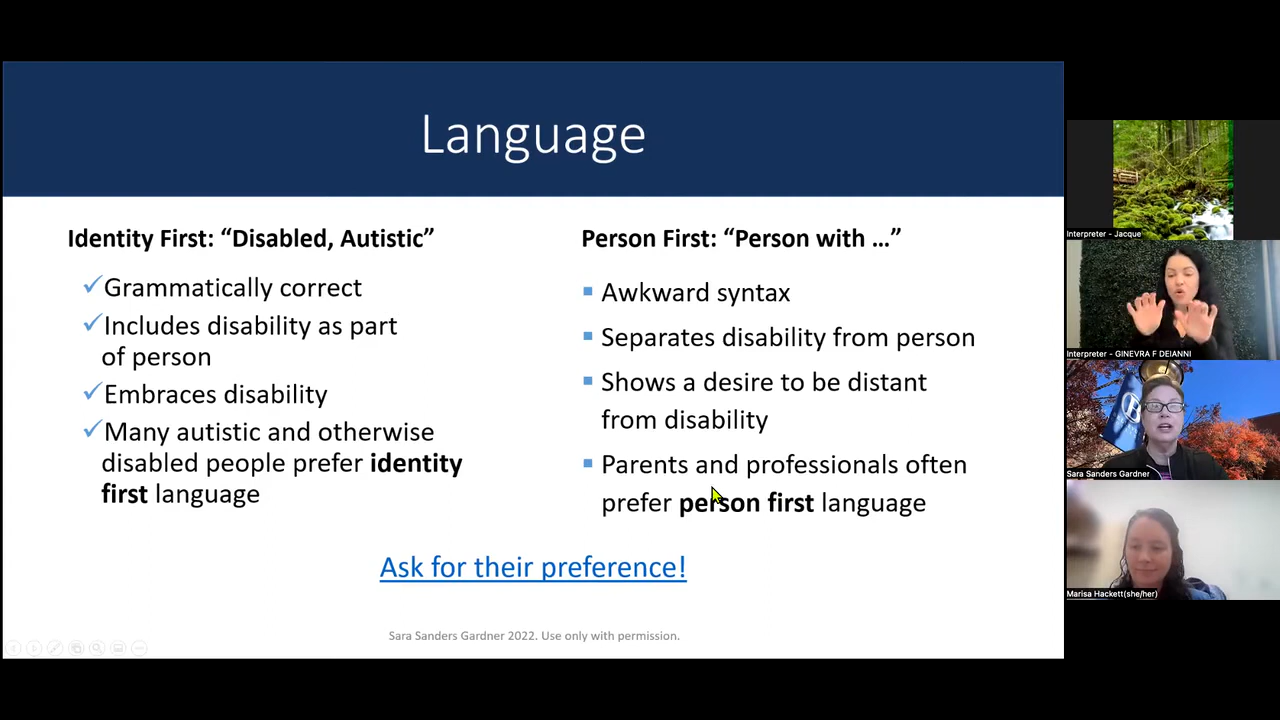 Language
Identity First: “Disabled, Autistic”
Grammatically correct
Includes disability as part
of person
Embraces disability
Many autistic and otherwise
disabled people prefer identity
first language
Person First: “Person with …”
Awkward syntax
Separates disability from person
Shows a desire to be distant
from disability
Parents and professionals often
prefer person first language
Ask for their preference!
Sara Sanders Gardner 2022. Use only with permission.
Interpreter - Jacque
Interpreter - GINEVRA F DEIANNI
Sara Sanders Gardner
Marisa Hackett(she/her)